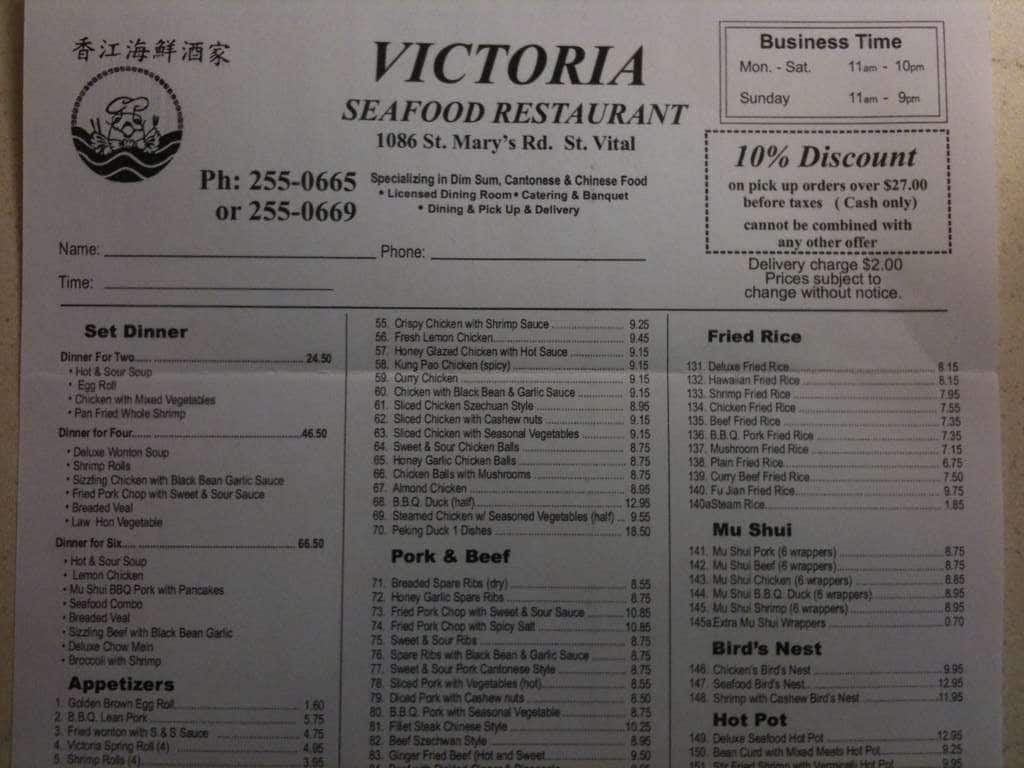 香江海鮮酒家
VICTORIA
SEAFOOD RESTAURANT
1086 St. Mary's Rd. St. Vital
Ph: 255-0665
or 255-0669
Specializing in Dim Sum, Cantonese & Chinese Food
• Licensed Dining Room • Catering & Banquet
• Dining & Pick Up & Delivery
Business Time
Mon. - Sat. 11am - 10pm
Sunday 11am - 9pm
10% Discount
on pick up orders over $27.00
before taxes ( Cash only)
cannot be combined with
any other offer
Delivery charge $2.00
Prices subject to
change without notice.
Name:
Phone:
Time:
Set Dinner
Dinner For Two 24.50
• Hot & Sour Soup
• Egg Roll
• Chicken with Mixed Vegetables
• Pan Fried Whole Shrimp
Dinner for Four 46.50
• Deluxe Wonton Soup
• Shrimp Rolls
• Sizzling Chicken with Black Bean Garlic Sauce
• Fried Pork Chop with Sweet & Sour Sauce
• Breaded Veal
• Law Hon Vegetable
Dinner for Six 66.50
• Hot & Sour Soup
• Lemon Chicken
• Mu Shui BBQ Pork with Pancakes
• Seafood Combo
• Breaded Veal
• Sizzling Beef with Black Bean Garlic
• Deluxe Chow Mein
• Broccoli with Shrimp
Appetizers
1. Golden Brown Egg Roll 1.60
2. B.B.Q. Lean Pork 5.75
3. Fried wonton with S & S Sauce 4.75
4. Victoria Spring Roll (4) 4.95
5. Shrimp Rolls (4) 3.95
55. Crispy Chicken with Shrimp Sauce 9.25
56. Fresh Lemon Chicken 9.45
57. Honey Glazed Chicken with Hot Sauce 9.15
58. Kung Pao Chicken (spicy) 9.15
59. Curry Chicken 9.15
60. Chicken with Black Bean & Garlic Sauce 9.15
61. Sliced Chicken Szechuan Style 8.95
62. Sliced Chicken with Cashew nuts 9.15
63. Sliced Chicken with Seasonal Vegetables 9.15
64. Sweet & Sour Chicken Balls 8.75
65. Honey Garlic Chicken Balls 8.75
66. Chicken Balls with Mushrooms 8.75
67. Almond Chicken 8.95
68. B.B.Q. Duck (half) 12.95
69. Steamed Chicken w/ Seasoned Vegetables (half) 9.55
70. Peking Duck 1 Dishes 18.50
Pork & Beef
71. Breaded Spare Ribs (dry) 8.55
72. Honey Garlic Spare Ribs 8.75
73. Fried Pork Chop with Sweet & Sour Sauce 10.85
74. Fried Pork Chop with Spicy Salt 10.85
75. Sweet & Sour Ribs 8.75
76. Spare Ribs with Black Bean & Garlic Sauce 8.75
77. Sweet & Sour Pork Cantonese Style 8.75
78. Sliced Pork with Vegetables (hot) 8.55
79. Diced Pork with Cashew nuts 8.50
80. B.B.Q. Pork with Seasonal Vegetable 8.75
81. Fillet Steak Chinese Style 10.25
82. Beef Szechwan Style 8.75
83. Ginger Fried Beef (Hot and Sweet 9.50
Fried Rice
131. Deluxe Fried Rice 8.15
132. Hawaiian Fried Rice 8.15
133. Shrimp Fried Rice 7.95
134. Chicken Fried Rice 7.55
135. Beef Fried Rice 7.35
136. B.B.Q. Pork Fried Rice 7.35
137. Mushroom Fried Rice 7.15
138. Plain Fried Rice 6.75
139. Curry Beef Fried Rice 7.50
140. Fu Jian Fried Rice 9.75
140aSteam Rice 1.85
Mu Shui
141. Mu Shui Pork (6 wrappers) 8.75
142. Mu Shui Beef (6 wrappers) 8.75
143. Mu Shui Chicken (6 wrappers) 8.85
144. Mu Shui B.B.Q. Duck (6 wrappers) 8.95
145. Mu Shui Shrimp (6 wrappers) 8.95
145aExtra Mu Shui Wrappers 0.70
Bird's Nest
146. Chicken's Bird's Nest 9.95
147. Seafood Bird's Nest 12.95
148. Shrimp with Cashew Bird's Nest 11.95
Hot Pot
149. Deluxe Seafood Hot Pot 12.95
150. Bean Curd with Mixed Meats Hot Pot 9.25
151. Stir Fried Shrimp with Vermicelli Hot Pot